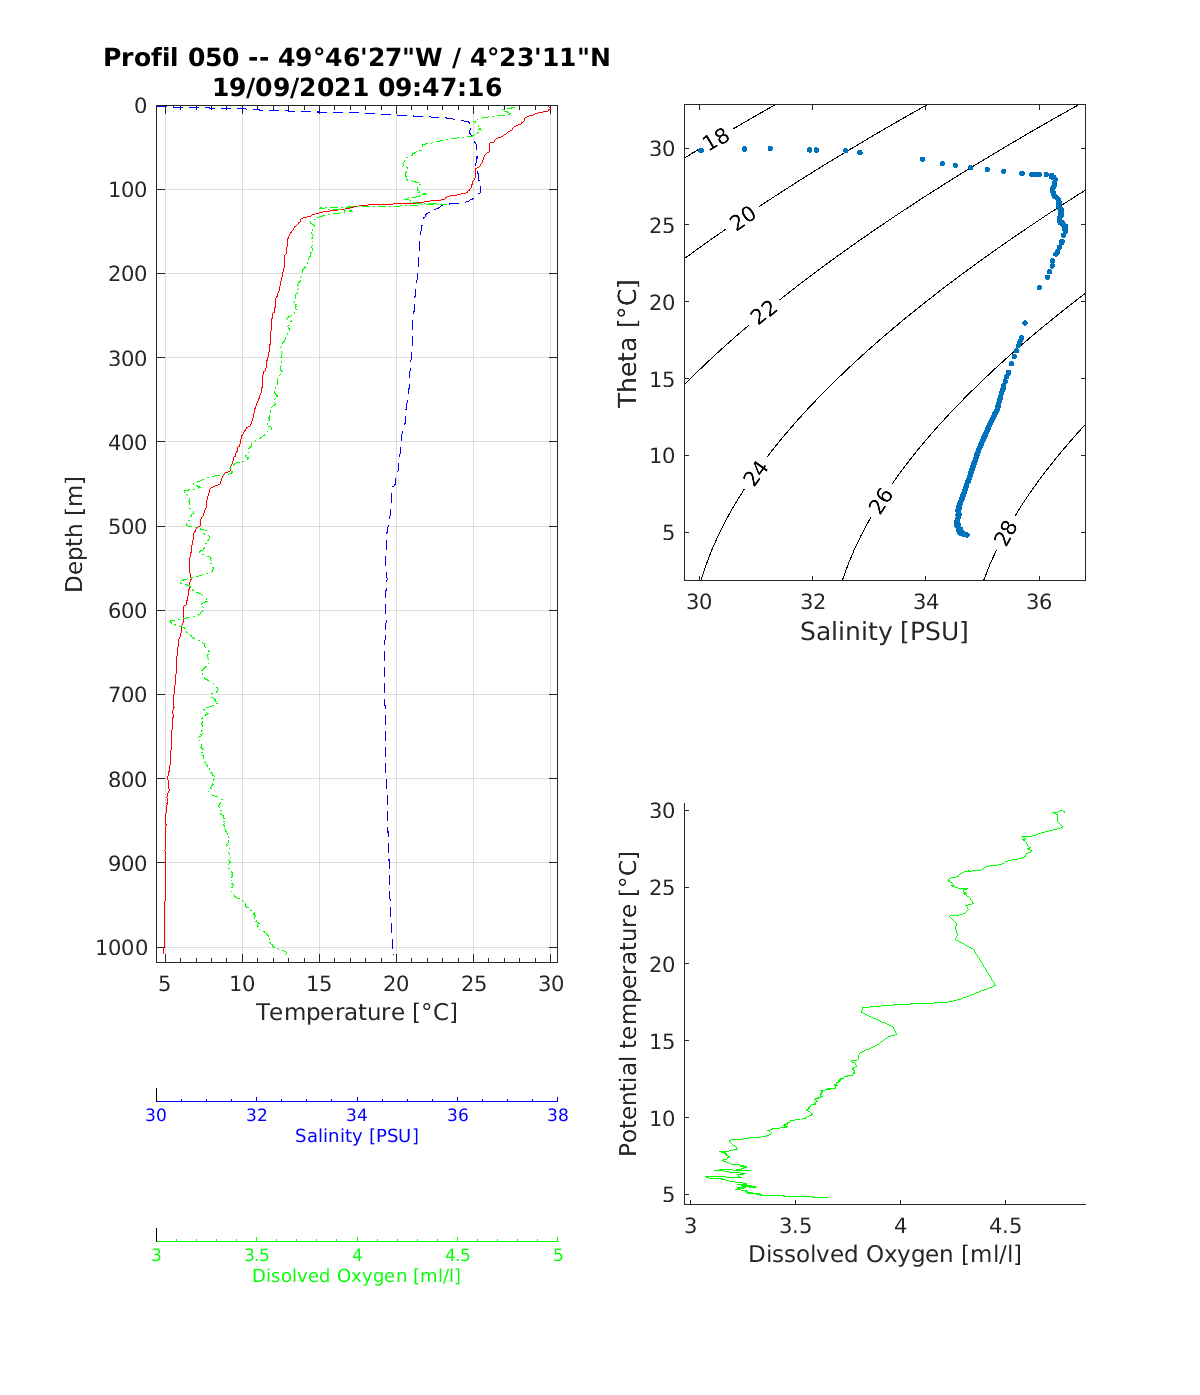 Profil 050 -- 49°46'27"W / 4°23'11"N
19/09/2021 09:47:16
0
100
200
300
400
500
600
700
800
900
1000
Depth [m]
5 10 15 20 25 30
Temperature [°C]
30 32 34 36 38
Salinity [PSU]
3 3.5 4 4.5 5
Disolved Oxygen [ml/l]
30
25
20
15
10
5
Theta [°C]
18
20
22
24
26
28
30 32 34 36
Salinity [PSU]
30
25
20
15
10
5
Potential temperature [°C]
3 3.5 4 4.5
Dissolved Oxygen [ml/l]